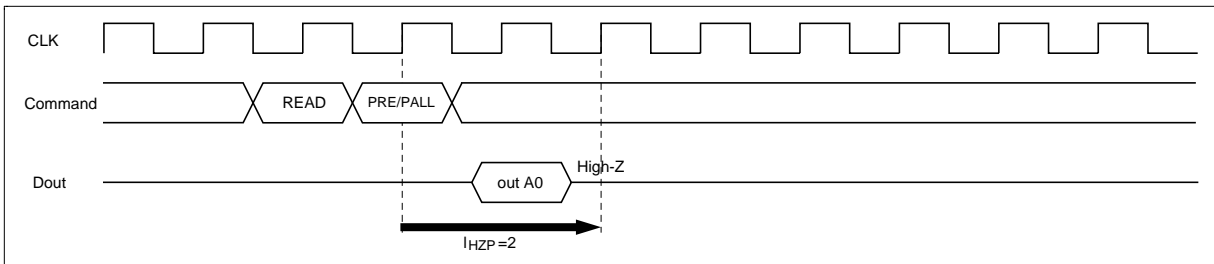 CLK
Command
READ
PRE/PALL
Dout
out A0
High-Z
lHZP =2